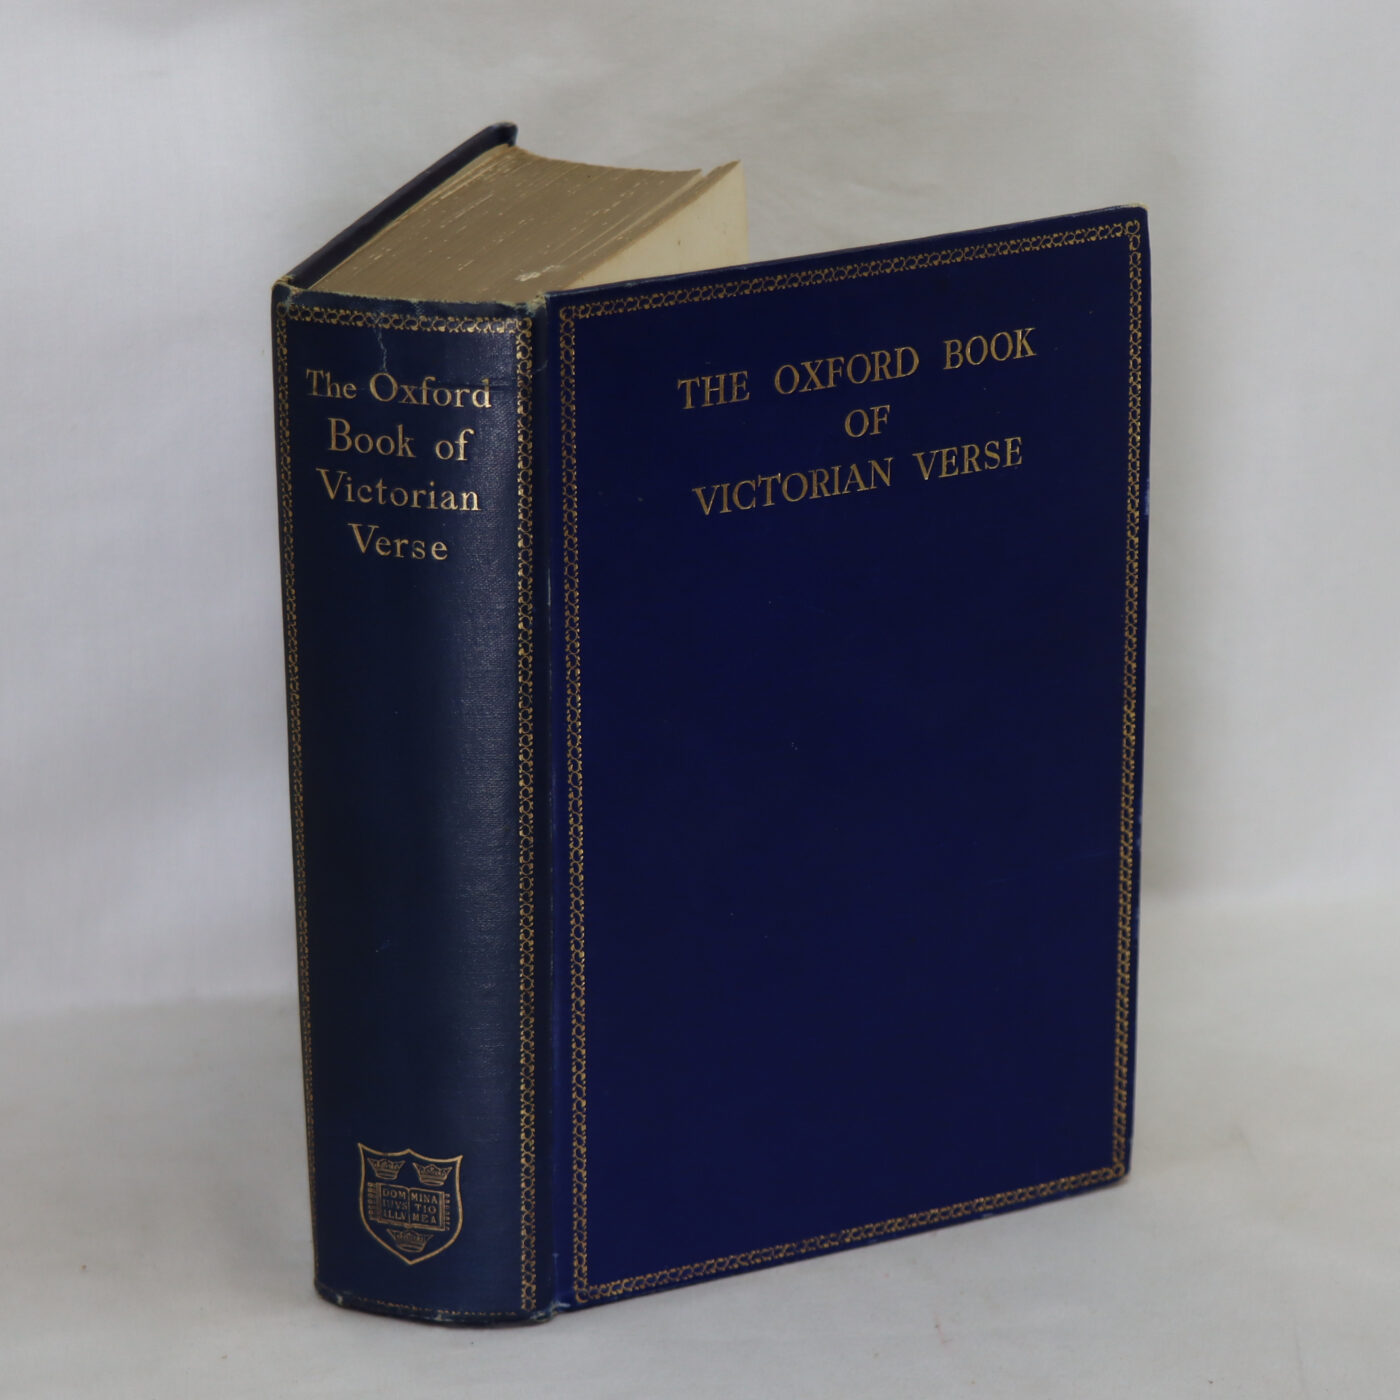 The Oxford
Book of
Victorian
Verse
DOM MINA
INVS TIO
ILLV MEA
THE OXFORD BOOK
OF
VICTORIAN VERSE